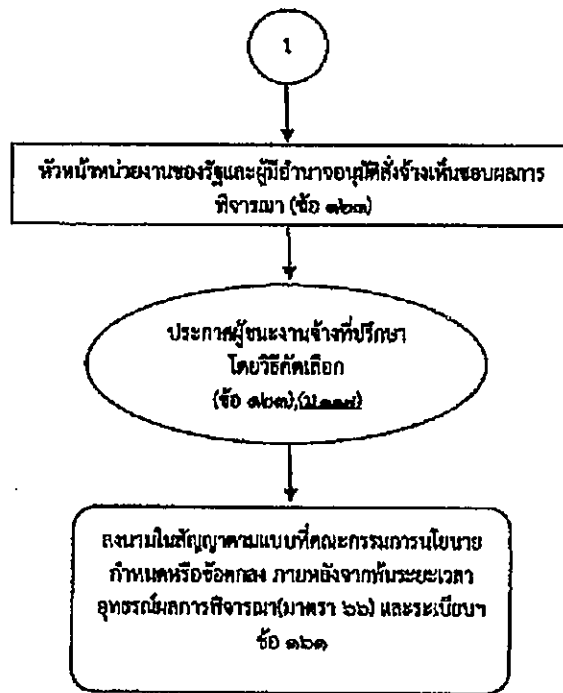 1
หัวหน้าหน่วยงานของรัฐและผู้มีอำนาจอนุมัติสั่งจ้างเห็นชอบผลการ
พิจารณา (ข้อ
ประกาศผู้ชนะงานจ้างที่ปรึกษา
โดยวิธีคัดเลือก
(ข้อ ๑๒๓),
ลงนามในสัญญาตามแบบที่คณะกรรมการนโยบาย
กำหนดหรือข้อตกลง ภายหลังจากพ้นระยะเวลา
อุทธรณ์ผลการพิจารณา(มาตรา ๖๖) และระเบียบฯ
ข้อ ๑๖๑